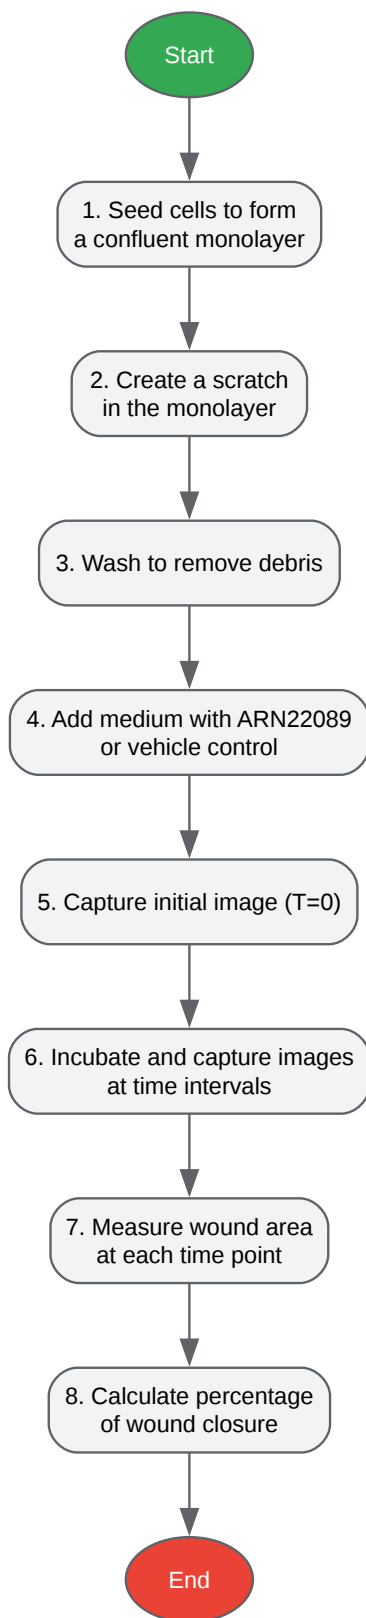 Start
1. Seed cells to form
a confluent monolayer
2. Create a scratch
in the monolayer
3. Wash to remove debris
4. Add medium with ARN22089
or vehicle control
5. Capture initial image (T=0)
6. Incubate and capture images
at time intervals
7. Measure wound area
at each time point
8. Calculate percentage
of wound closure
End